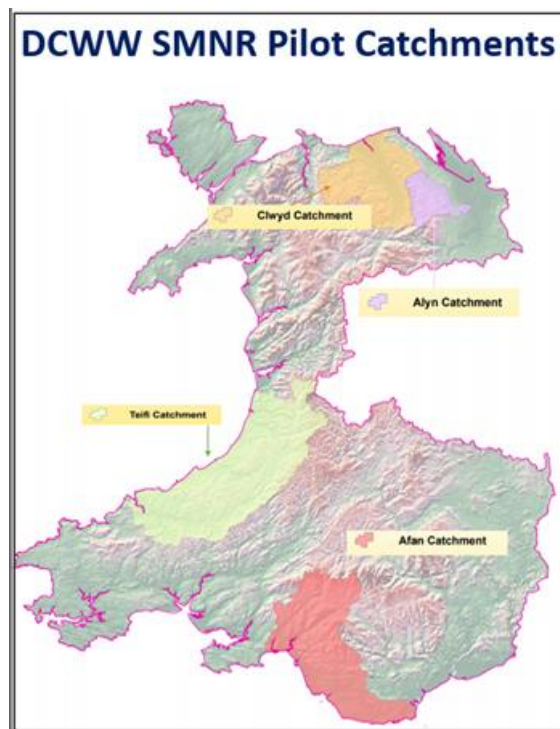 DCWW SMNR Pilot Catchments
Clwyd Catchment
Alyn Catchment
Teifi Catchment
Afan Catchment